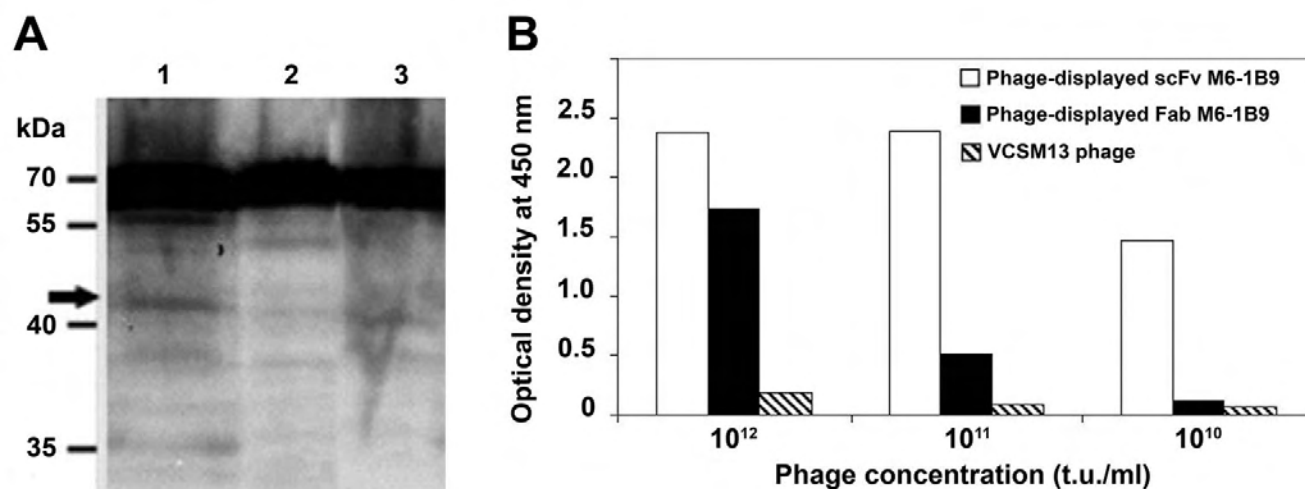 A
1 2 3
kDa
70
55
40
35
B
Optical density at 450 nm
2.5
2.0
1.5
1.0
0.5
0
Phage-displayed scFv M6-1B9
Phage-displayed Fab M6-1B9
VCSM13 phage
10¹² 10¹¹ 10¹⁰
Phage concentration (t.u./ml)